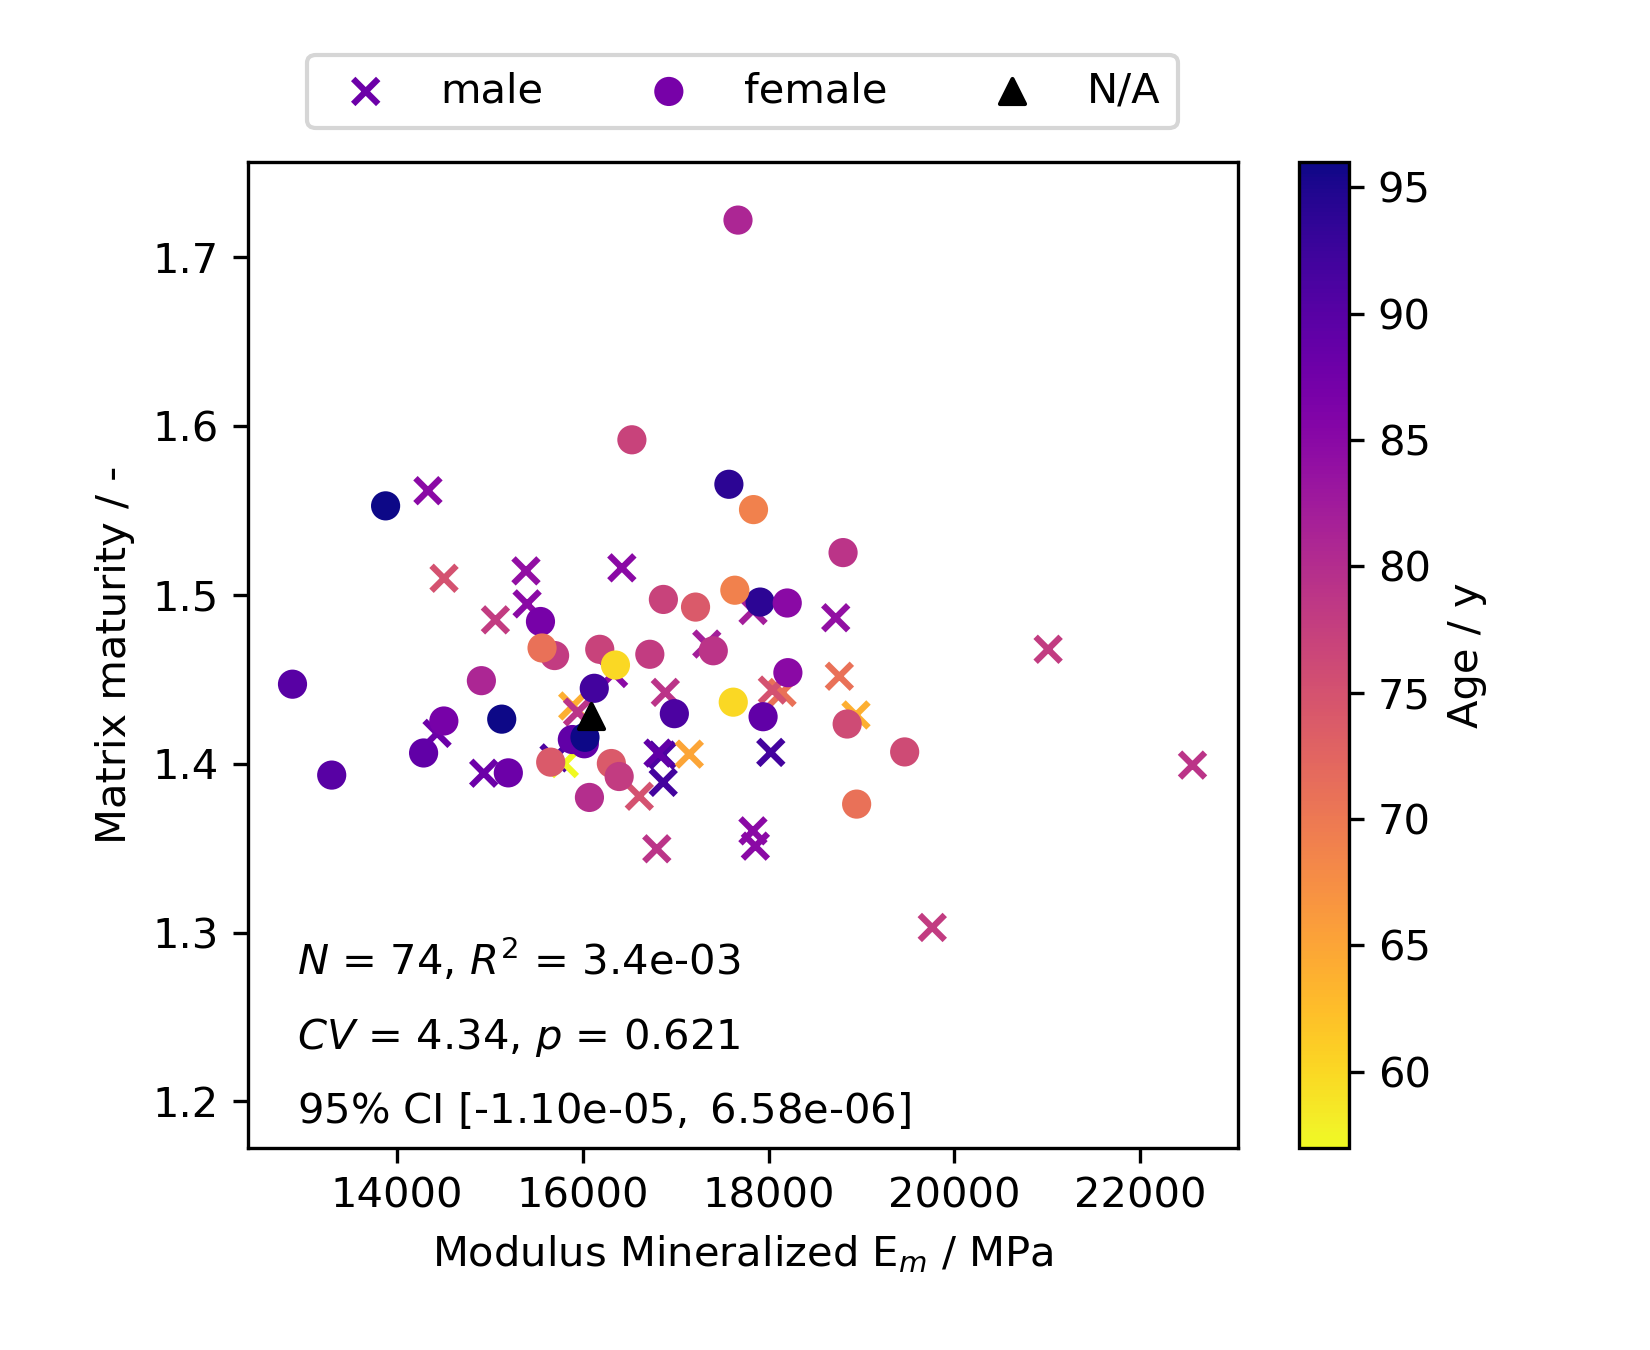 male female N/A
1.7
1.6
1.5
1.4
1.3
1.2
Matrix maturity / -
N = 74, R² = 3.4e-03
CV = 4.34, p = 0.621
95% CI [-1.10e-05, 6.58e-06]
14000 16000 18000 20000 22000
Modulus Mineralized Eₘ / MPa
95
90
85
80
75
70
65
60
Age / y